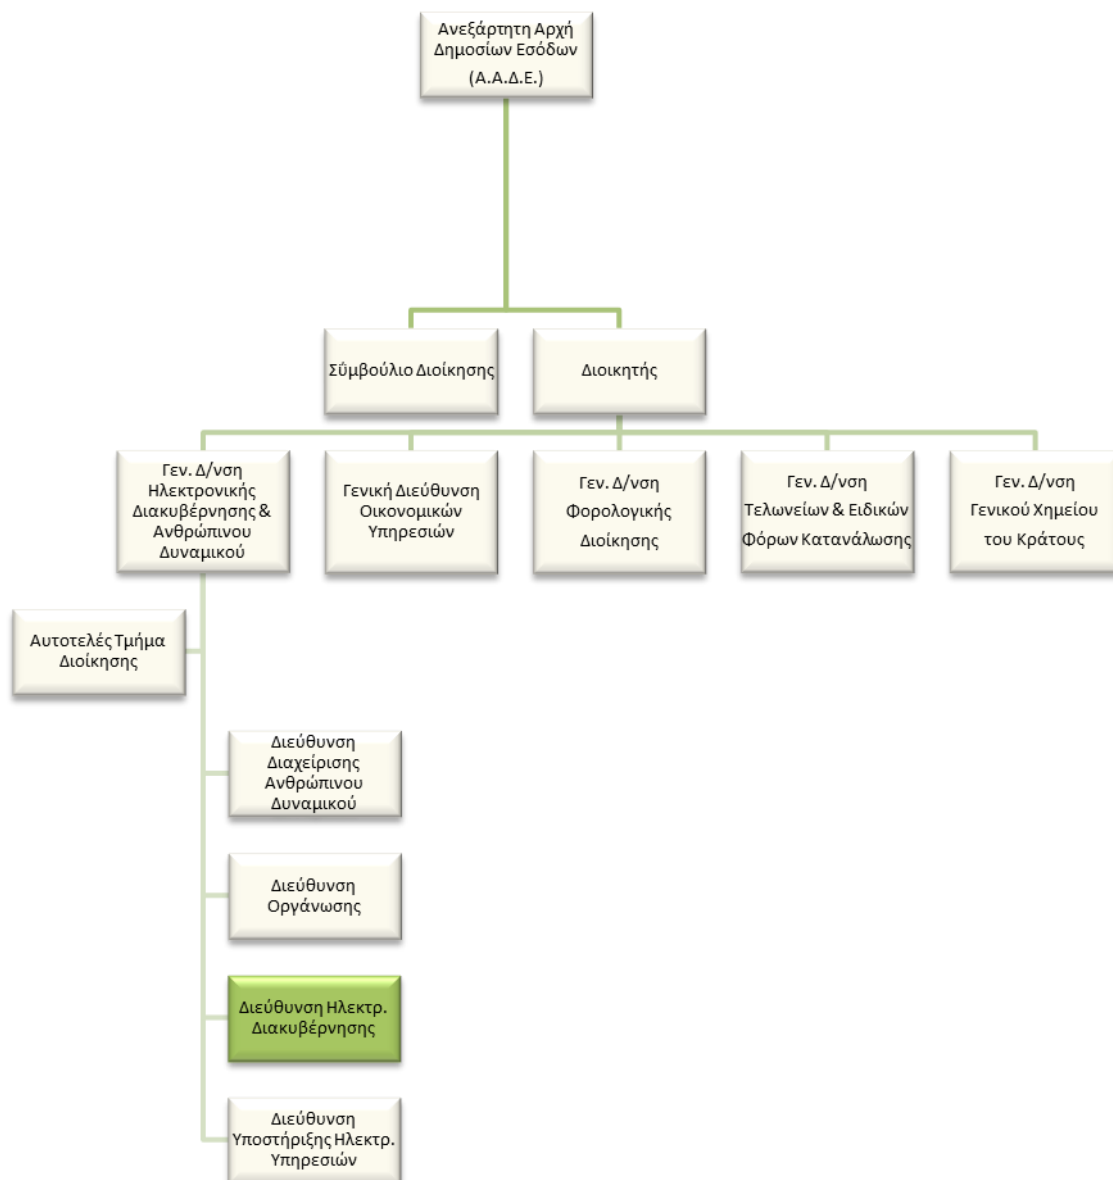 Ανεξάρτητη Αρχή
Δημοσίων Εσόδων
(Α.Α.Δ.Ε.)
Σΰμβούλιο Διοίκησης
Διοικητής
Γεν. Δ/νση
Ηλεκτρονικής
Διακυβέρνησης &
Ανθρώπινου
Δυναμικού
Γενική Διεύθυνση
Οικονομικών
Υπηρεσιών
Γεν. Δ/νση
Φορολογικής
Διοίκησης
Γεν. Δ/νση
Τελωνείων & Ειδικών
Φόρων Κατανάλωσης
Γεν. Δ/νση
Γενικού Χημείου
του Κράτους
Αυτοτελές Τμήμα
Διοίκησης
Διεύθυνση
Διαχείρισης
Ανθρώπινου
Δυναμικού
Διεύθυνση
Οργάνωσης
Διεύθυνση Ηλεκτρ.
Διακυβέρνησης
Διεύθυνση
Υποστήριξης Ηλεκτρ.
Υπηρεσιών